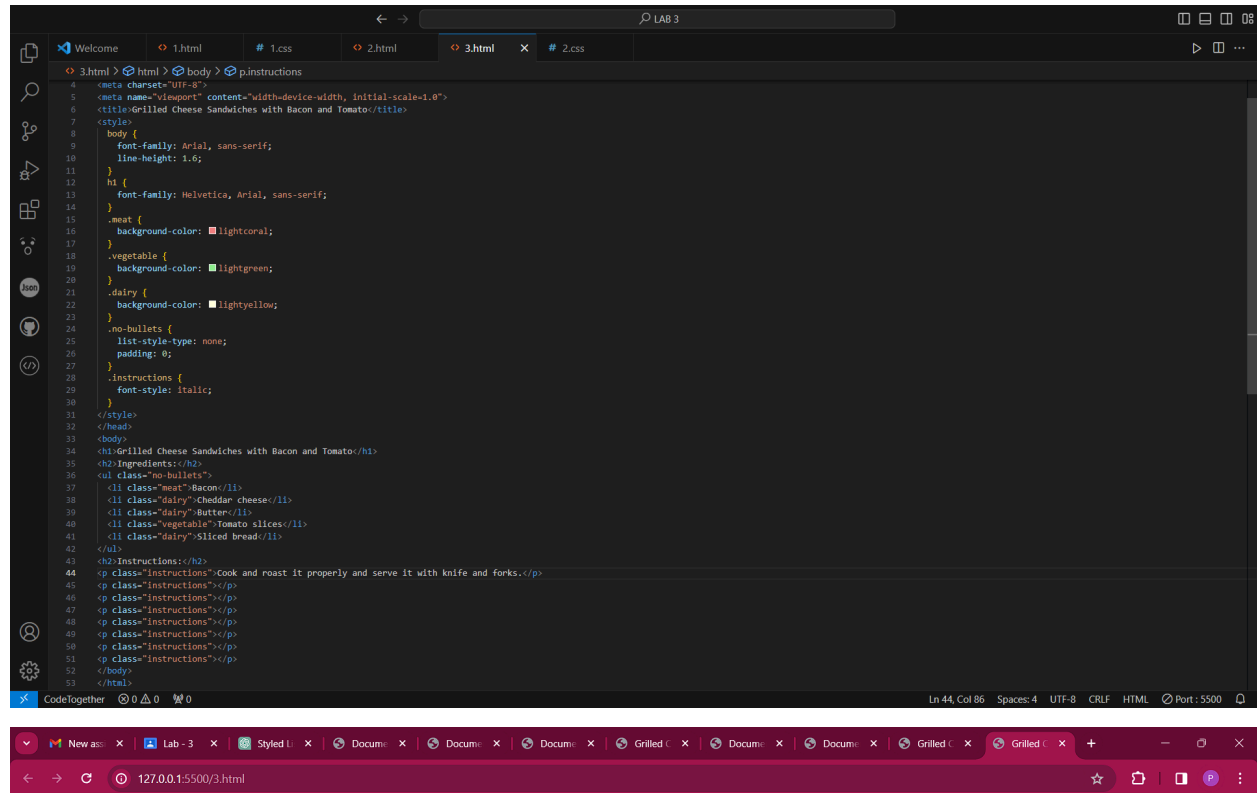 LAB 3
Welcome 1.html # 1.css 2.html 3.html # 2.css
3.html > html > body > p.instructions
4 <meta charset="UTF-8">
5 <meta name="viewport" content="width=device-width, initial-scale=1.0">
6 <title>Grilled Cheese Sandwiches with Bacon and Tomato</title>
7 <style>
8 body {
9 font-family: Arial, sans-serif;
10 line-height: 1.6;
11 }
12 h1 {
13 font-family: Helvetica, Arial, sans-serif;
14 }
15 .meat {
16 background-color: lightcoral;
17 }
18 .vegetable {
19 background-color: lightgreen;
20 }
21 .dairy {
22 background-color: lightyellow;
23 }
24 .no-bullets {
25 list-style-type: none;
26 padding: 0;
27 }
28 .instructions {
29 font-style: italic;
30 }
31 </style>
32 </head>
33 <body>
34 <h1>Grilled Cheese Sandwiches with Bacon and Tomato</h1>
35 <h2>Ingredients:</h2>
36 <ul class="no-bullets">
37 <li class="meat">Bacon</li>
38 <li class="dairy">Cheddar cheese</li>
39 <li class="dairy">Butter</li>
40 <li class="vegetable">Tomato slices</li>
41 <li class="dairy">Sliced bread</li>
42 </ul>
43 <h2>Instructions:</h2>
44 <p class="instructions">Cook and roast it properly and serve it with knife and forks.</p>
45 <p class="instructions"></p>
46 <p class="instructions"></p>
47 <p class="instructions"></p>
48 <p class="instructions"></p>
49 <p class="instructions"></p>
50 <p class="instructions"></p>
51 <p class="instructions"></p>
52 </body>
53 </html>
Json
CodeTogether 0 0 0 Ln 44, Col 86 Spaces: 4 UTF-8 CRLF HTML Port : 5500
New ass Lab - 3 Styled Li Docume Docume Docume Grilled C Docume Docume Grilled C Grilled C
127.0.0.1:5500/3.html P